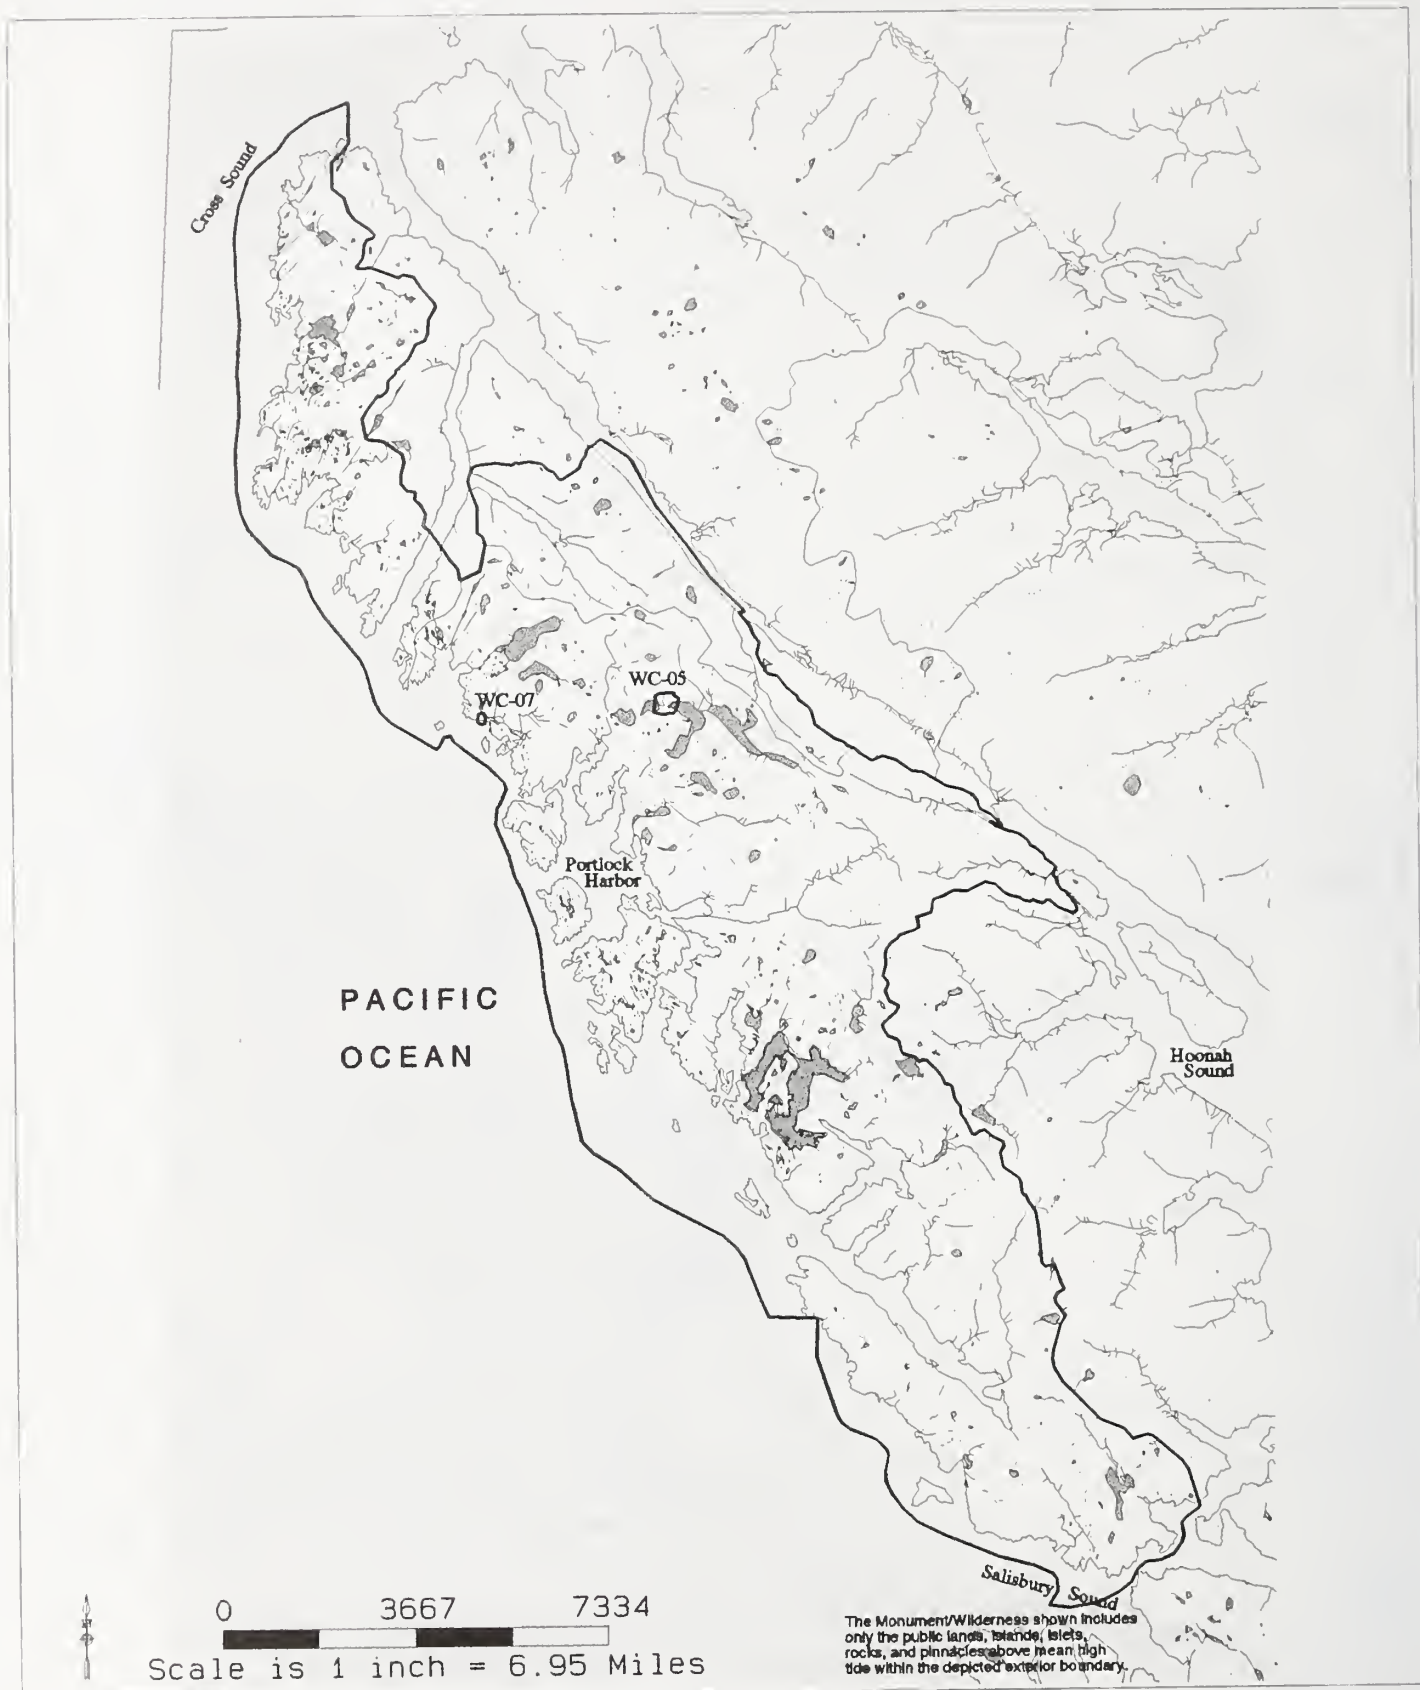 Cross Sound
WC-05
WC-07
Portlock
Harbor
PACIFIC
OCEAN
Hoonah
Sound
Salisbury Sound
0 3667 7334
Scale is 1 inch = 6.95 Miles
The Monument/Wilderness shown includes
only the public lands, islands, islets,
rocks, and pinnacles above mean high
tide within the depicted exterior boundary.